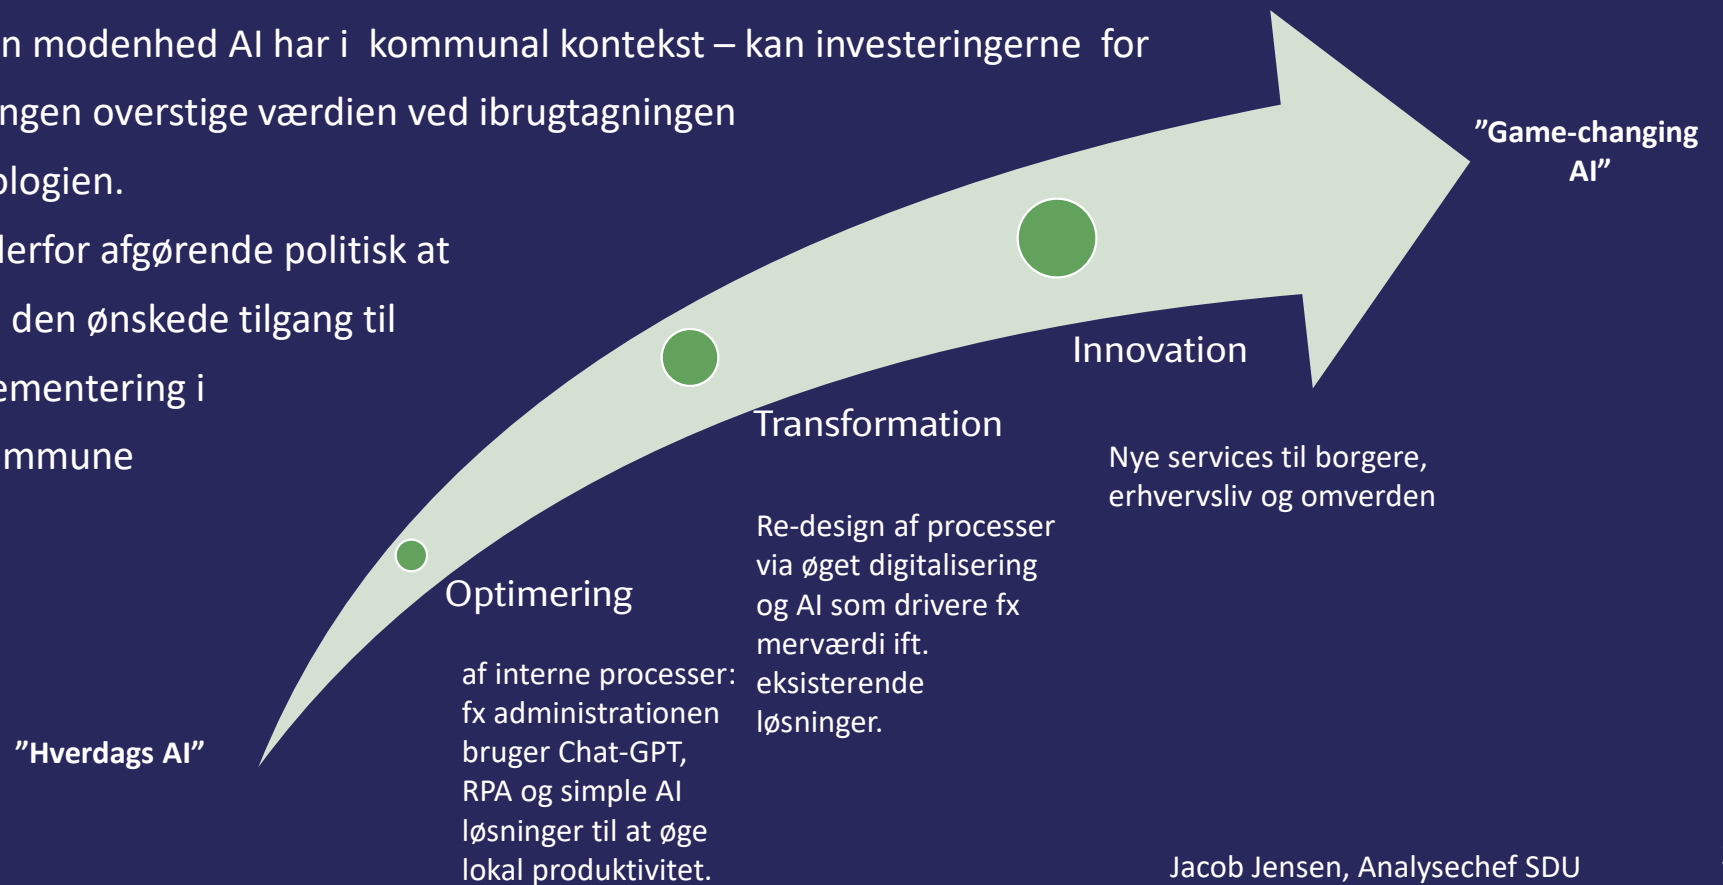 n modenhed AI har i kommunal kontekst – kan investeringerne for
ngen overstige værdien ved ibrugtagningen
ologien.
erfor afgørende politisk at
den ønskede tilgang til
ementering i
mmune
”Game-changing
AI”
Innovation
Nye services til borgere,
erhvervsliv og omverden
Transformation
Re-design af processer
via øget digitalisering
og AI som drivere fx
merværdi ift.
eksisterende
løsninger.
Optimering
af interne processer:
fx administrationen
bruger Chat-GPT,
RPA og simple AI
løsninger til at øge
lokal produktivitet.
”Hverdags AI”
Jacob Jensen, Analysechef SDU